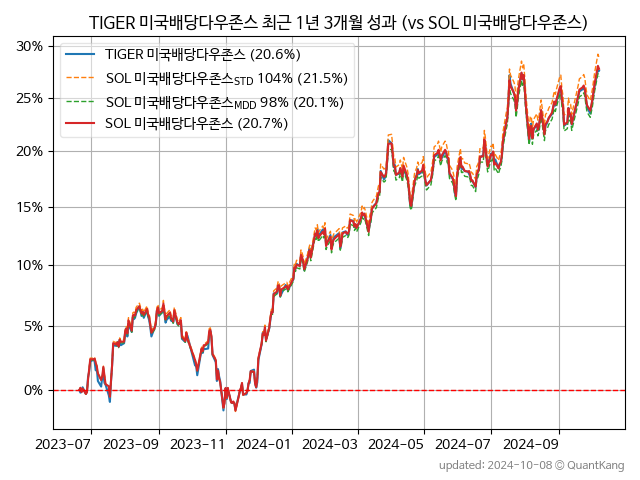 TIGER 미국배당다우존스 최근 1년 3개월 성과 (vs SOL 미국배당다우존스)
TIGER 미국배당다우존스 (20.6%)
SOL 미국배당다우존스STD 104% (21.5%)
SOL 미국배당다우존스MDD 98% (20.1%)
SOL 미국배당다우존스 (20.7%)
30%
25%
20%
15%
10%
5%
0%
2023-07 2023-09 2023-11 2024-01 2024-03 2024-05 2024-07 2024-09
updated: 2024-10-08 © QuantKang